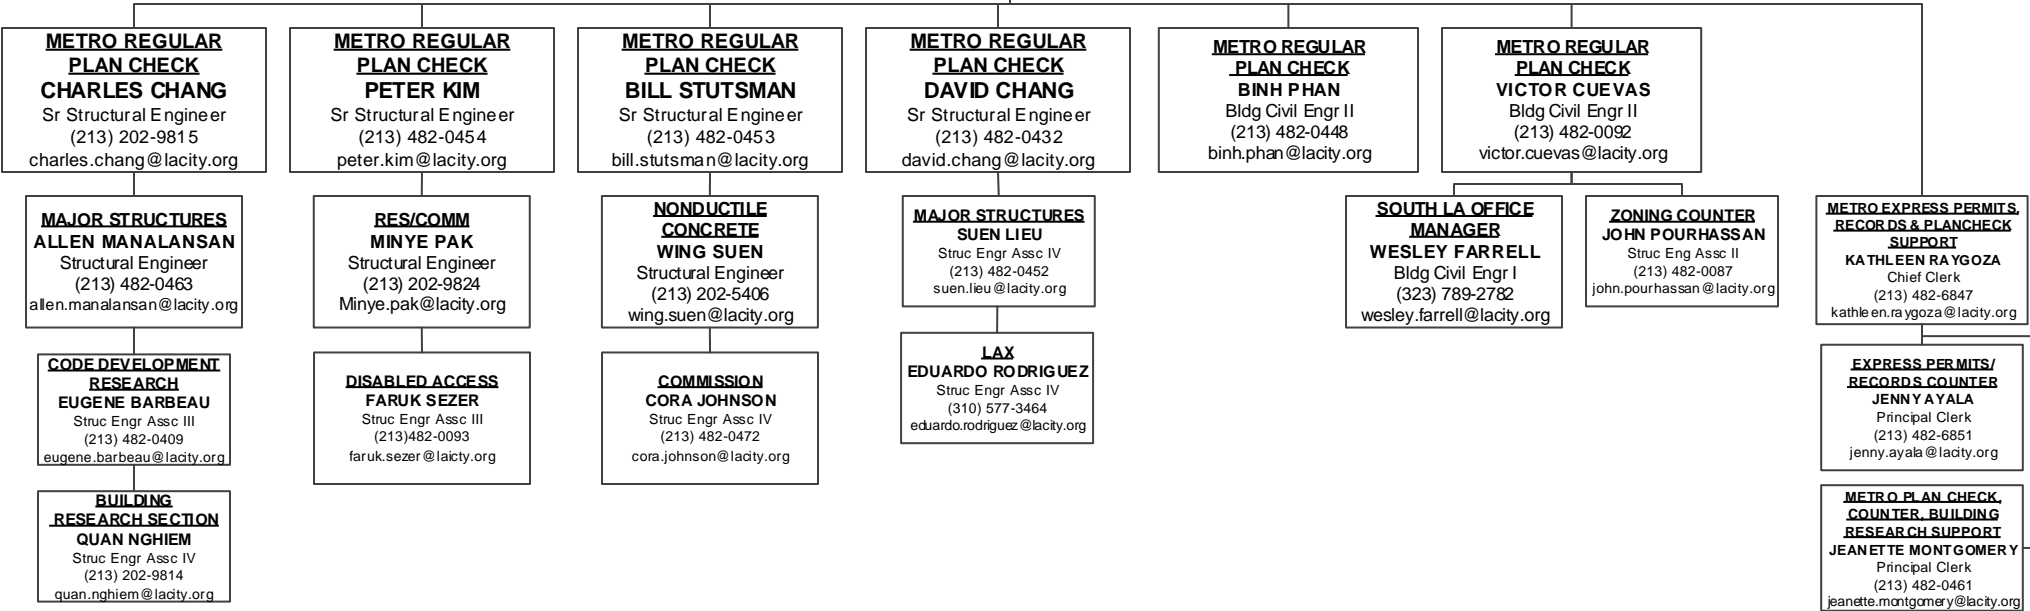 METRO REGULAR
PLAN CHECK
CHARLES CHANG
Sr Structural Engineer
(213) 202-9815
charles.chang@lacity.org
METRO REGULAR
PLAN CHECK
PETER KIM
Sr Structural Engineer
(213) 482-0454
peter.kim@lacity.org
METRO REGULAR
PLAN CHECK
BILL STUTSMAN
Sr Structural Engineer
(213) 482-0453
bill.stutsman@lacity.org
METRO REGULAR
PLAN CHECK
DAVID CHANG
Sr Structural Engineer
(213) 482-0432
david.chang@lacity.org
METRO REGULAR
PLAN CHECK
BINH PHAN
Bldg Civil Engr II
(213) 482-0448
binh.phan@lacity.org
METRO REGULAR
PLAN CHECK
VICTOR CUEVAS
Bldg Civil Engr II
(213) 482-0092
victor.cuevas@lacity.org
MAJOR STRUCTURES
ALLEN MANALANSAN
Structural Engineer
(213) 482-0463
allen.manalansan@lacity.org
RES/COMM
MINYE PAK
Structural Engineer
(213) 202-9824
Minye.pak@lacity.org
NONDUCTILE
CONCRETE
WING SUEN
Structural Engineer
(213) 202-5406
wing.suen@lacity.org
MAJOR STRUCTURES
SUEN LIEU
Struc Engr Assc IV
(213) 482-0452
suen.lieu@lacity.org
SOUTH LA OFFICE
MANAGER
WESLEY FARRELL
Bldg Civil Engr I
(323) 789-2782
wesley.farrell@lacity.org
ZONING COUNTER
JOHN POURHASSAN
Struc Eng Assc II
(213) 482-0087
john.pourhassan@lacity.org
METRO EXPRESS PERMITS,
RECORDS & PLANCHECK
SUPPORT
KATHLEEN RAYGOZA
Chief Clerk
(213) 482-6847
kathleen.raygoza@lacity.org
CODE DEVELOPMENT
RESEARCH
EUGENE BARBEAU
Struc Engr Assc III
(213) 482-0409
eugene.barbeau@lacity.org
DISABLED ACCESS
FARUK SEZER
Struc Engr Assc III
(213)482-0093
faruk.sezer@laicty.org
COMMISSION
CORA JOHNSON
Struc Engr Assc IV
(213) 482-0472
cora.johnson@lacity.org
LAX
EDUARDO RODRIGUEZ
Struc Engr Assc IV
(310) 577-3464
eduardo.rodriguez@lacity.org
EXPRESS PERMITS/
RECORDS COUNTER
JENNY AYALA
Principal Clerk
(213) 482-6851
jenny.ayala@lacity.org
BUILDING
RESEARCH SECTION
QUAN NGHIEM
Struc Engr Assc IV
(213) 202-9814
quan.nghiem@lacity.org
METRO PLAN CHECK,
COUNTER, BUILDING
RESEARCH SUPPORT
JEANETTE MONTGOMERY
Principal Clerk
(213) 482-0461
jeanette.montgomery@lacity.org